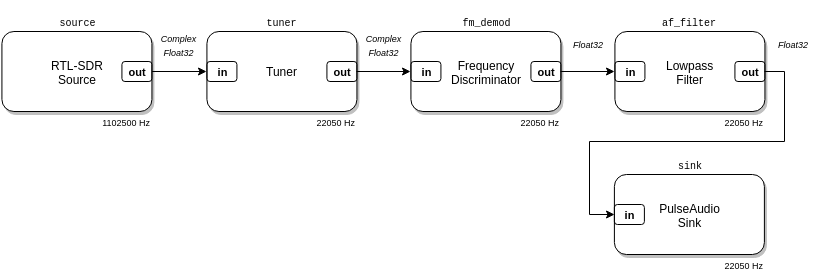 source
RTL-SDR
Source
out
1102500 Hz
Complex
Float32
tuner
in
Tuner
out
22050 Hz
Complex
Float32
fm_demod
in
Frequency
Discriminator
out
22050 Hz
Float32
af_filter
in
Lowpass
Filter
out
22050 Hz
Float32
sink
in
PulseAudio
Sink
22050 Hz